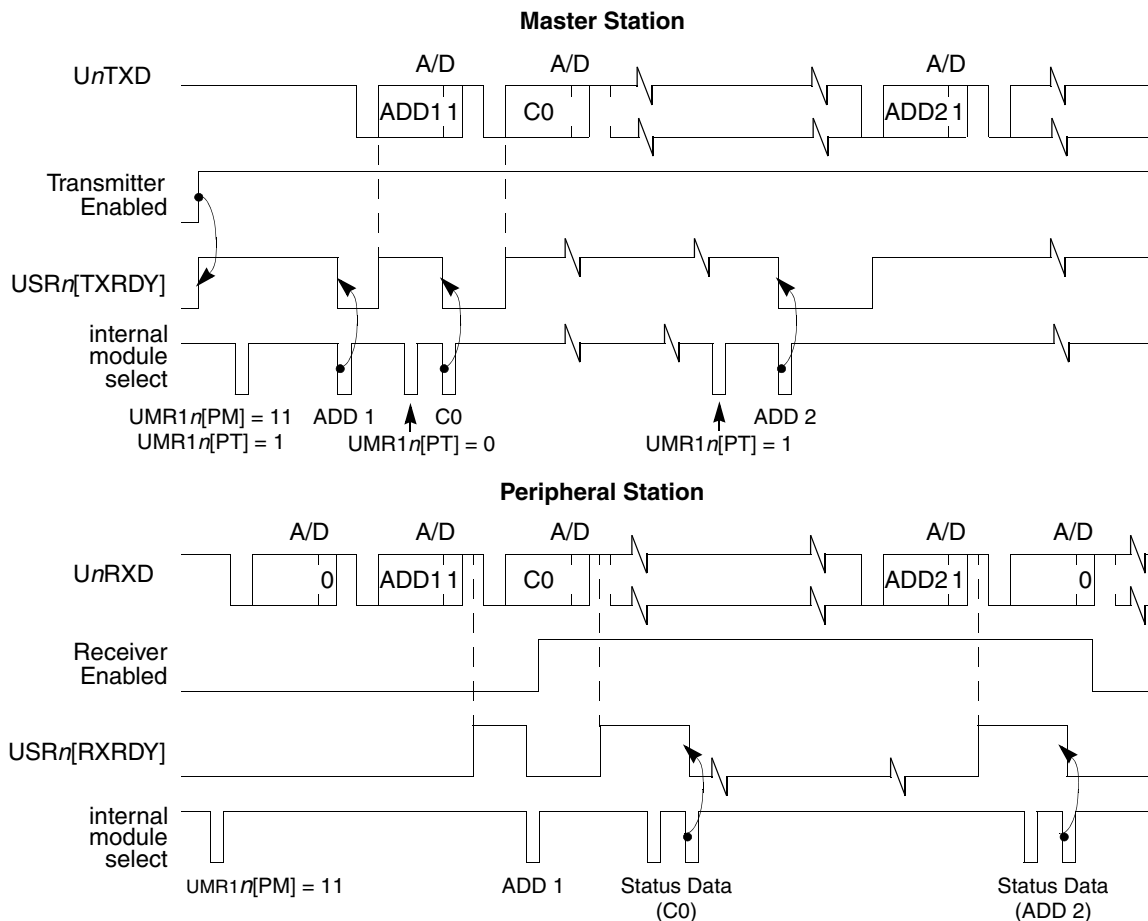 Master Station
A/D A/D A/D
UnTXD
ADD1 1 C0 ADD2 1
Transmitter
Enabled
USRn[TXRDY]
internal
module
select
UMR1n[PM] = 11 ADD 1 C0 ADD 2
UMR1n[PT] = 1 UMR1n[PT] = 0 UMR1n[PT] = 1
Peripheral Station
A/D A/D A/D A/D A/D
UnRXD
0 ADD1 1 C0 ADD2 1 0
Receiver
Enabled
USRn[RXRDY]
internal
module
select
UMR1n[PM] = 11 ADD 1 Status Data Status Data
(C0) (ADD 2)